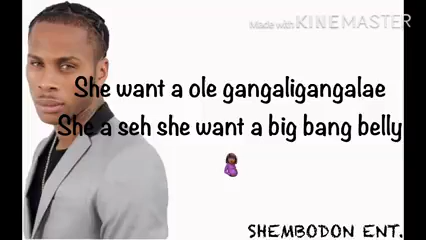 Made with KINEMASTER
She want a ole gangaligangalae
She a seh she want a big bang belly
SHEMBODON ENT.